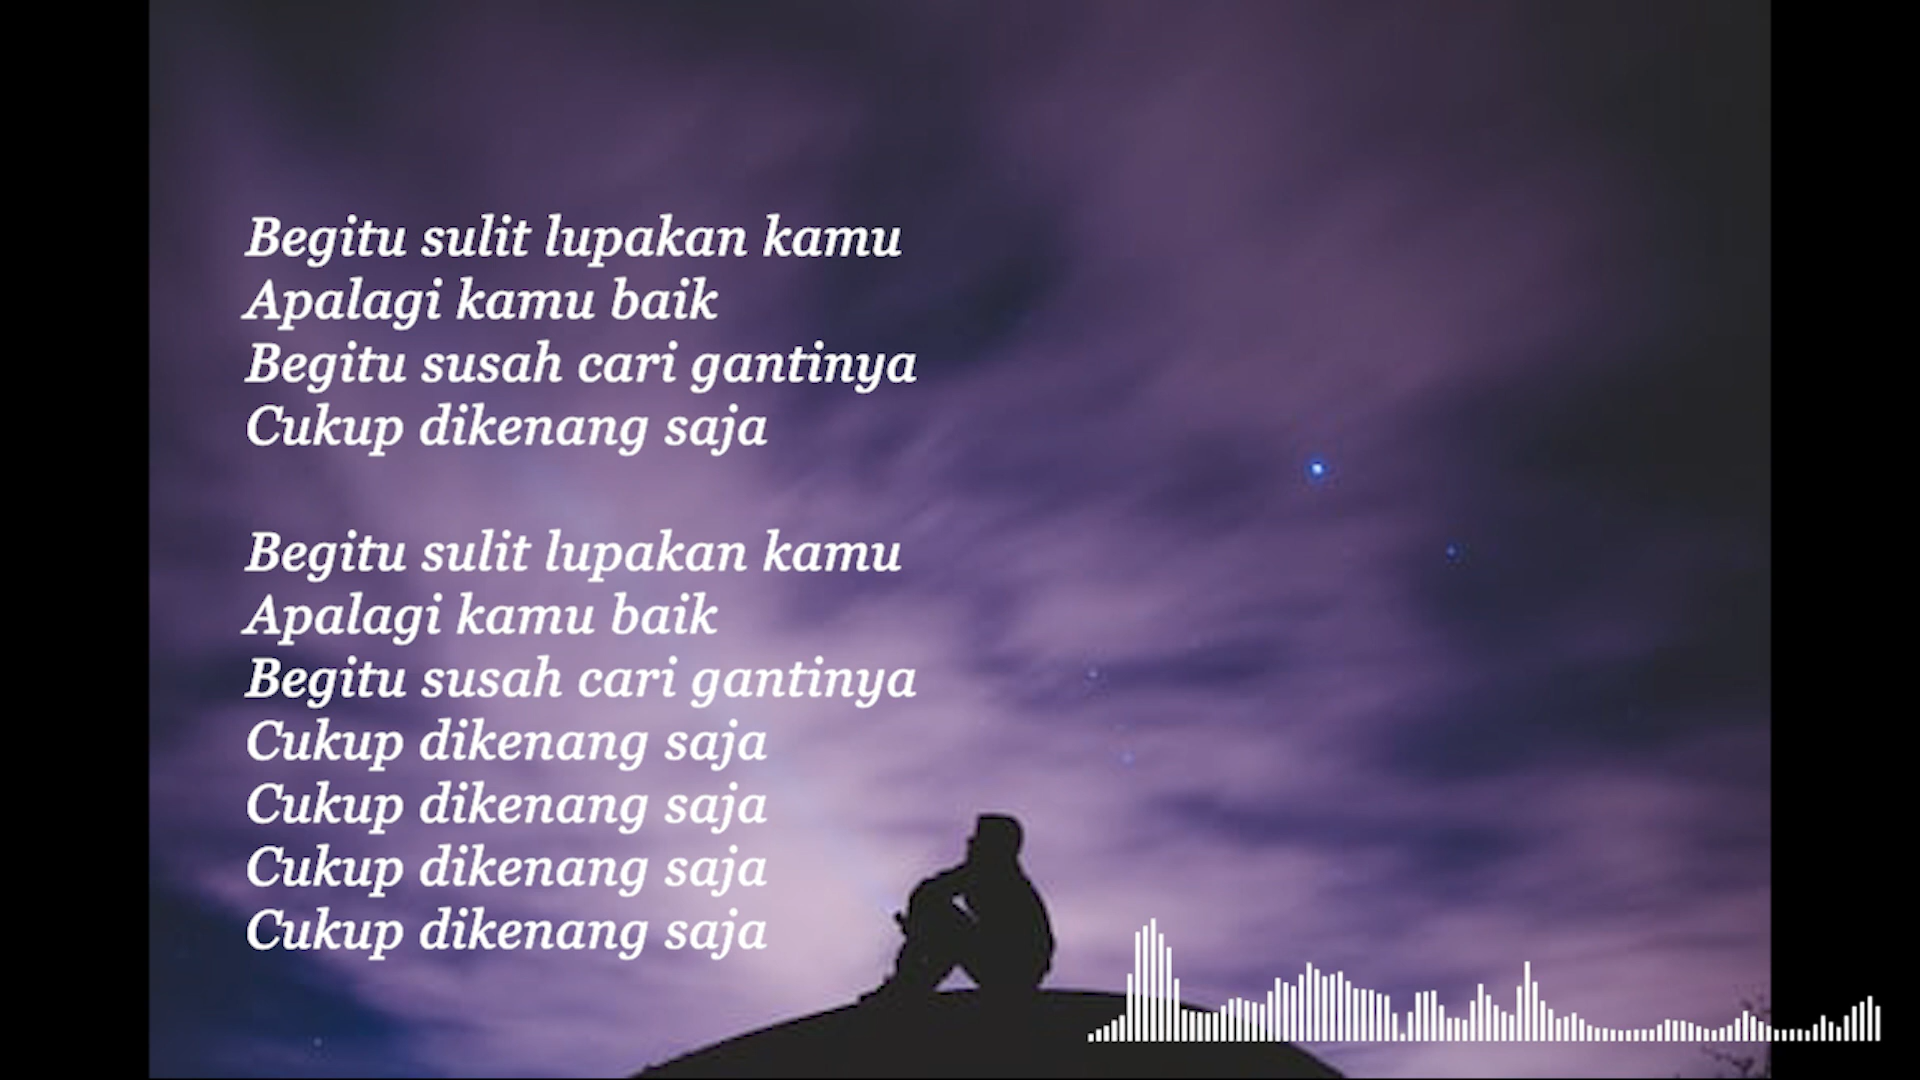 Begitu sulit lupakan kamu
Apalagi kamu baik
Begitu susah cari gantinya
Cukup dikenang saja
Begitu sulit lupakan kamu
Apalagi kamu baik
Begitu susah cari gantinya
Cukup dikenang saja
Cukup dikenang saja
Cukup dikenang saja
Cukup dikenang saja